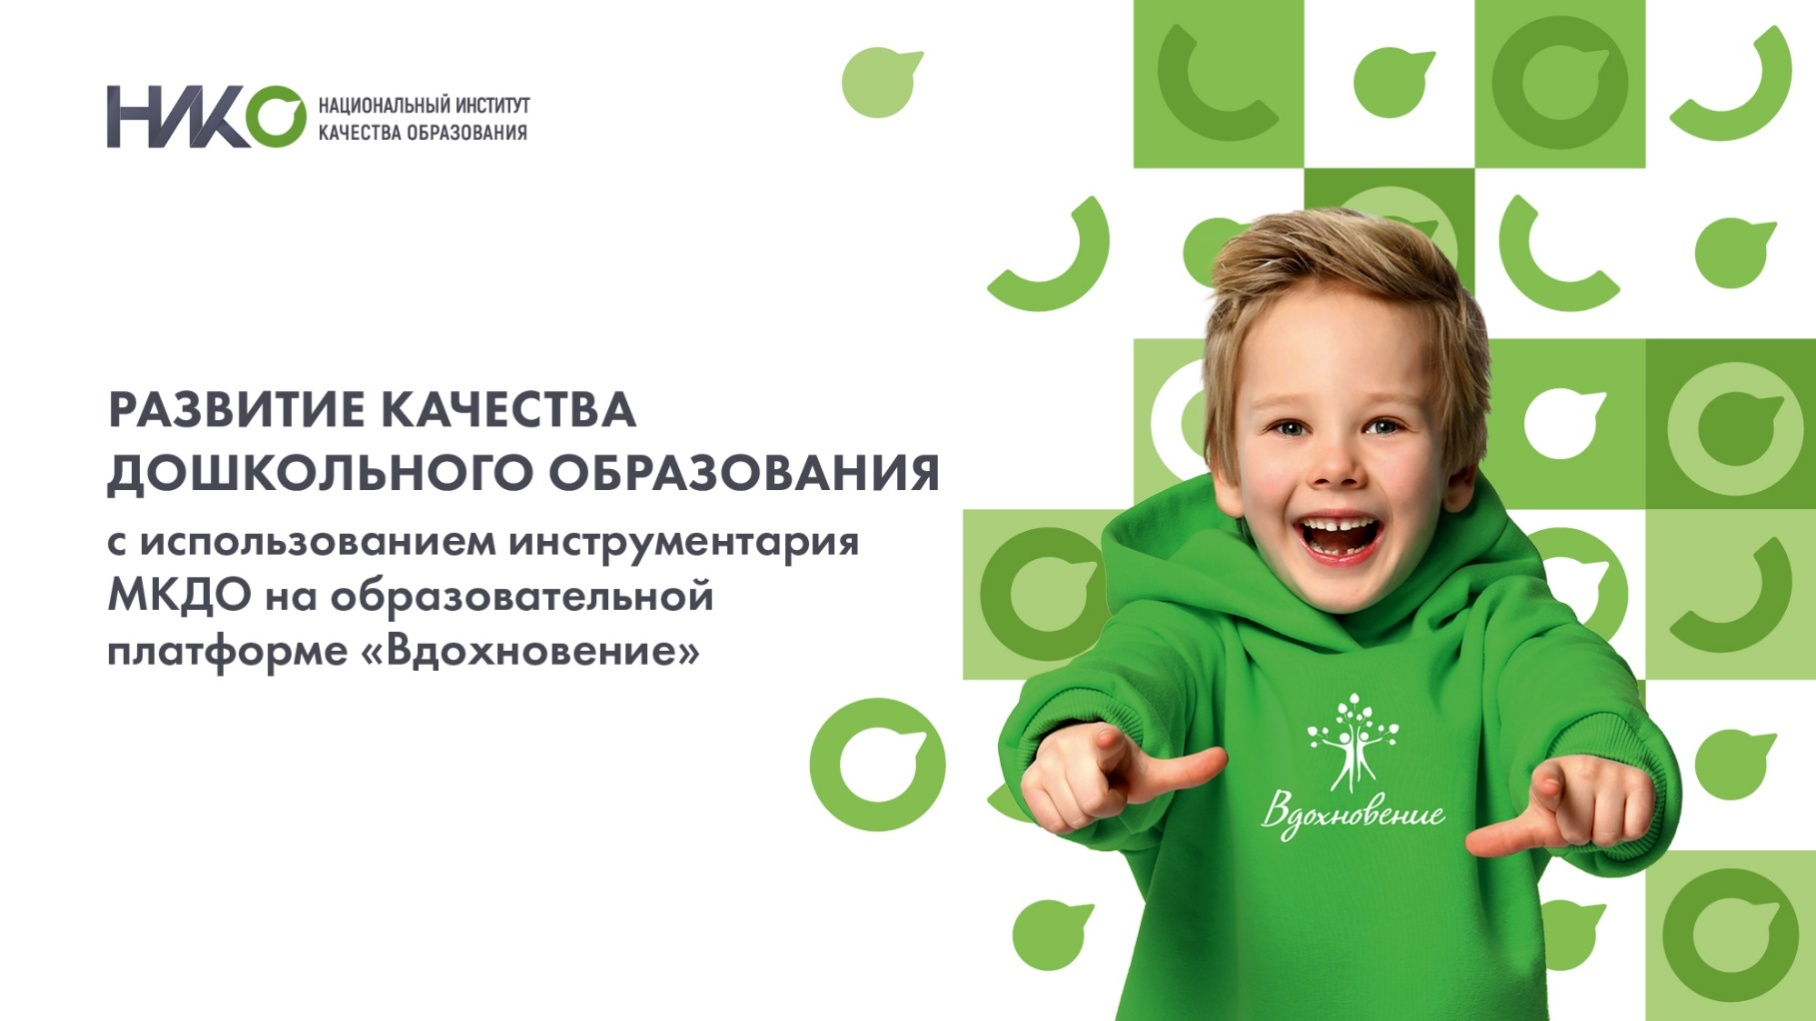 НИКО
НАЦИОНАЛЬНЫЙ ИНСТИТУТ
КАЧЕСТВА ОБРАЗОВАНИЯ
РАЗВИТИЕ КАЧЕСТВА
ДОШКОЛЬНОГО ОБРАЗОВАНИЯ
с использованием инструментария
МКДО на образовательной
платформе «Вдохновение»
Вдохновение